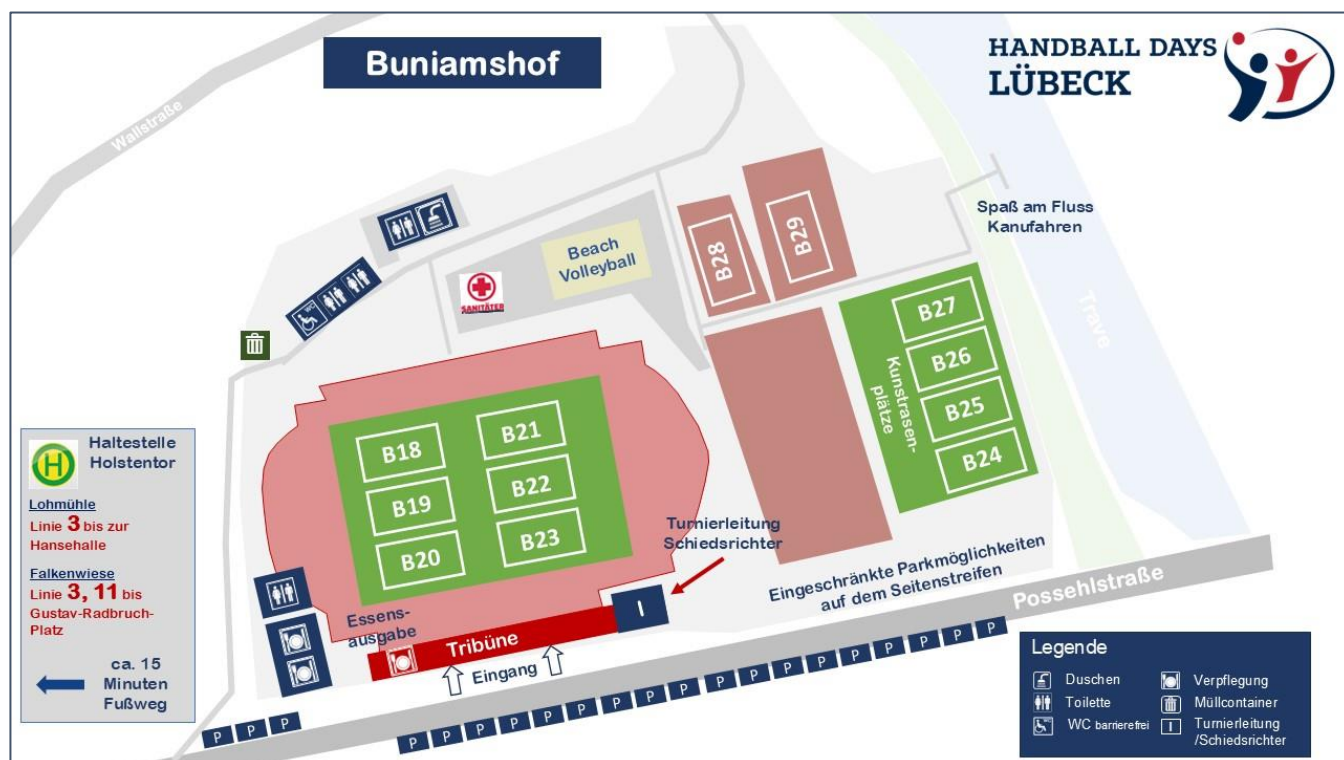 Buniamshof
HANDBALL DAYS
LÜBECK
Wallstraße
Spaß am Fluss
Kanufahren
Trave
Beach
Volleyball
SANITÄTER
WC
B28
B29
B27
B26
B25
B24
Kunstrasen-
plätze
B18
B19
B20
B21
B22
B23
H
Haltestelle
Holstentor
Lohmühle
Linie 3 bis zur
Hansehalle
Falkenwiese
Linie 3, 11 bis
Gustav-Radbruch-
Platz
ca. 15
Minuten
Fußweg
Turnierleitung
Schiedsrichter
I
Essens-
ausgabe
Tribüne
Eingang
Eingeschränkte Parkmöglichkeiten
auf dem Seitenstreifen
Possehlstraße
P P P
P P P P P P P P P P P P P P P P P P P
Legende
Duschen
Toilette
WC
WC barrierefrei
Verpflegung
Müllcontainer
I
Turnierleitung
/Schiedsrichter